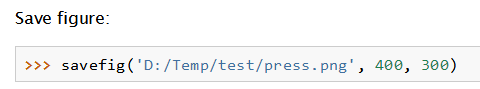 Save figure:
>>> savefig('D:/Temp/test/press.png', 400, 300)